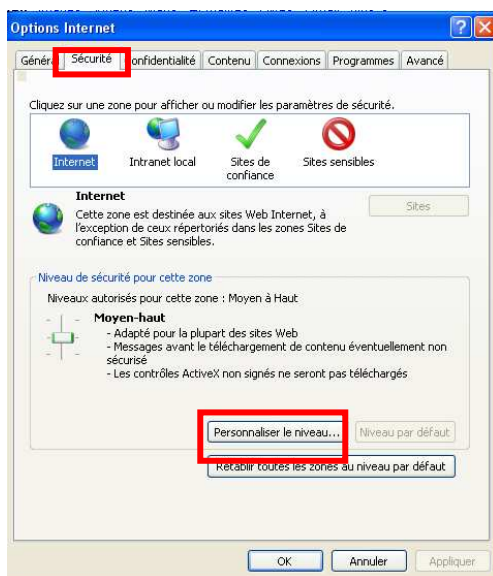 Options Internet
Général Sécurité Confidentialité Contenu Connexions Programmes Avancé
Cliquez sur une zone pour afficher ou modifier les paramètres de sécurité.
Internet Intranet local Sites de confiance Sites sensibles
Internet
Sites
Cette zone est destinée aux sites Web Internet, à
l'exception de ceux répertoriés dans les zones Sites de
confiance et Sites sensibles.
Niveau de sécurité pour cette zone
Niveaux autorisés pour cette zone : Moyen à Haut
Moyen-haut
- Adapté pour la plupart des sites Web
- Messages avant le téléchargement de contenu éventuellement non
sécurisé
- Les contrôles ActiveX non signés ne seront pas téléchargés
Personnaliser le niveau... Niveau par défaut
Rétablir toutes les zones au niveau par défaut
OK Annuler Appliquer